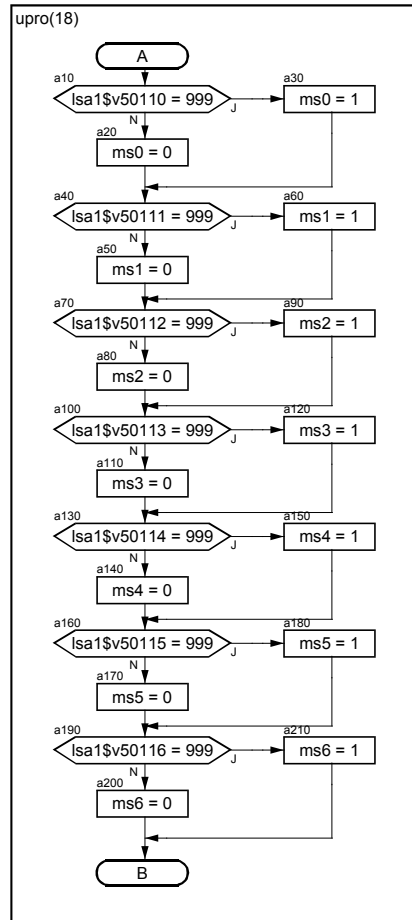 upro(18)
A
a10
lsa1$v50110 = 999
J
N
a30
ms0 = 1
a20
ms0 = 0
a40
lsa1$v50111 = 999
J
N
a60
ms1 = 1
a50
ms1 = 0
a70
lsa1$v50112 = 999
J
N
a90
ms2 = 1
a80
ms2 = 0
a100
lsa1$v50113 = 999
J
N
a120
ms3 = 1
a110
ms3 = 0
a130
lsa1$v50114 = 999
J
N
a150
ms4 = 1
a140
ms4 = 0
a160
lsa1$v50115 = 999
J
N
a180
ms5 = 1
a170
ms5 = 0
a190
lsa1$v50116 = 999
J
N
a210
ms6 = 1
a200
ms6 = 0
B